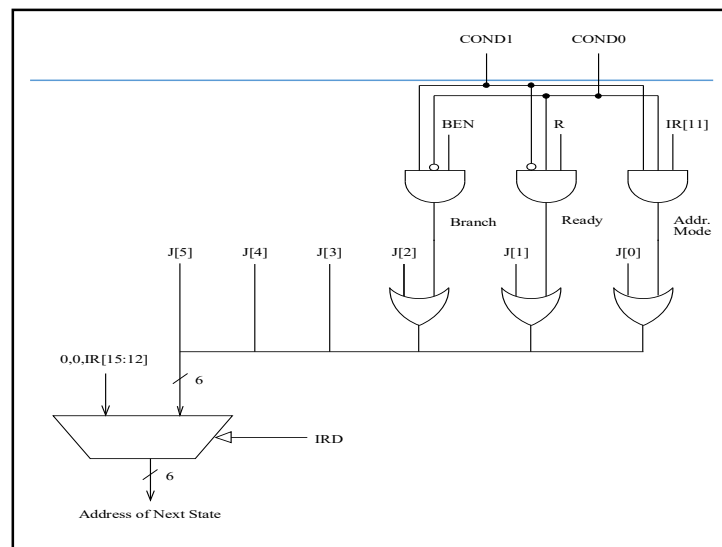 COND1 COND0
BEN R IR[11]
Branch Ready Addr.
Mode
J[5] J[4] J[3] J[2] J[1] J[0]
0,0,IR[15:12]
6
IRD
6
Address of Next State